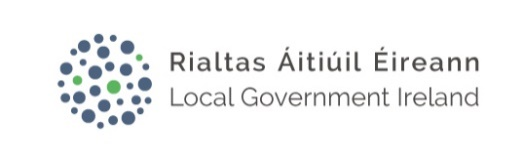 Rialtas Áitiúil Éireann
Local Government Ireland